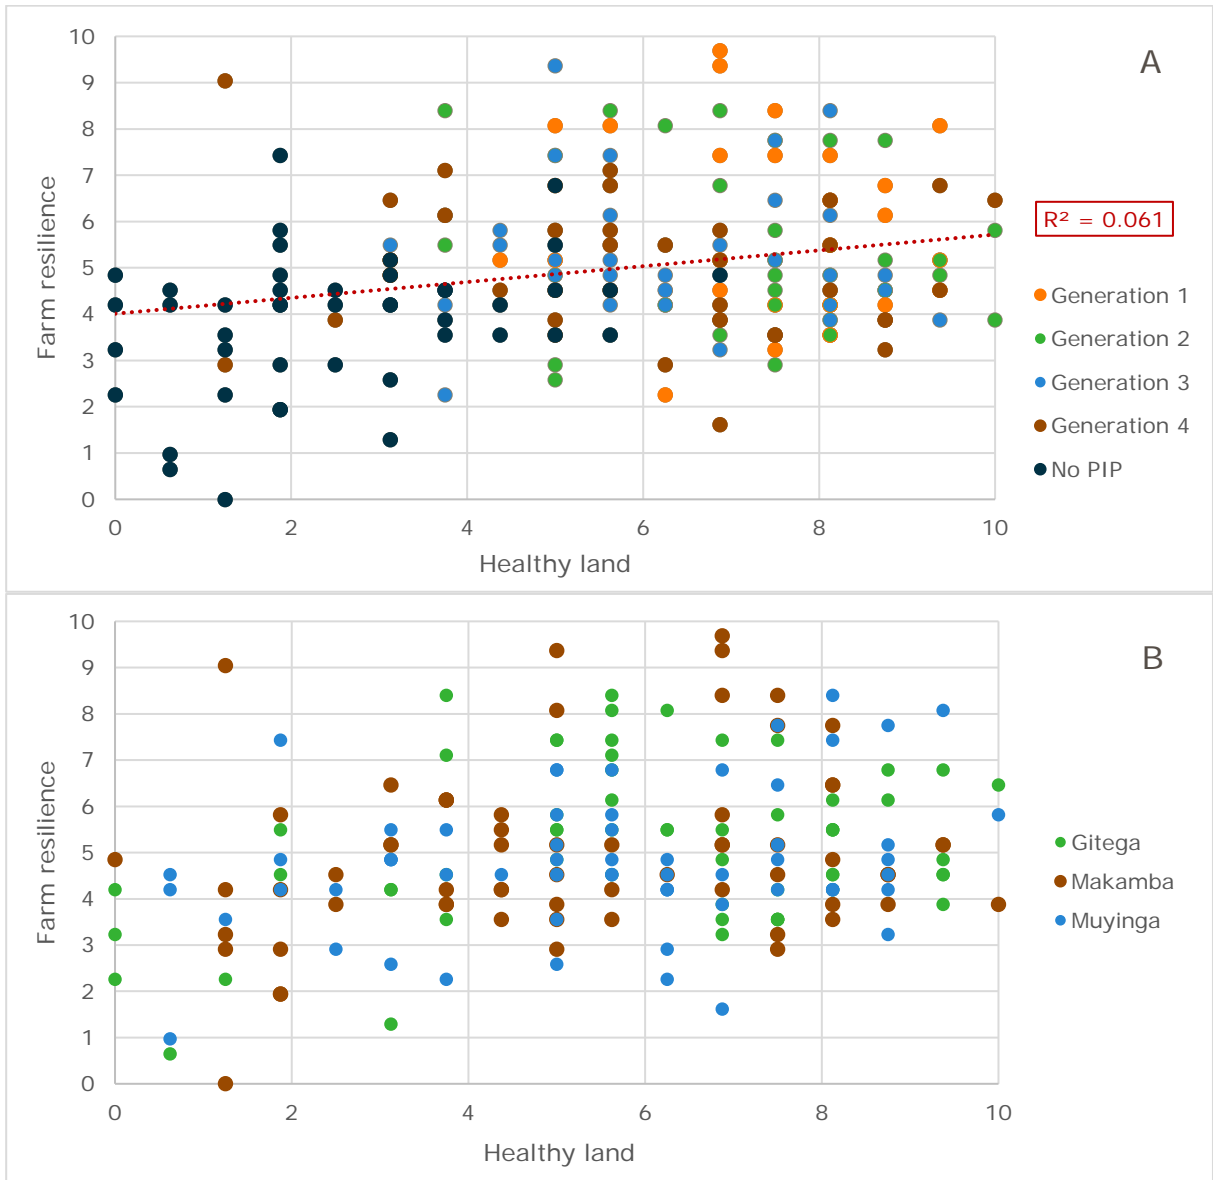 A
10
9
8
7
6
5
4
3
2
1
0
Farm resilience
0 2 4 6 8 10
Healthy land
R² = 0.061
Generation 1
Generation 2
Generation 3
Generation 4
No PIP
B
10
9
8
7
6
5
4
3
2
1
0
Farm resilience
0 2 4 6 8 10
Healthy land
Gitega
Makamba
Muyinga